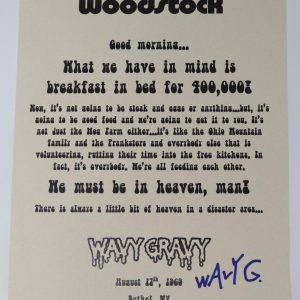 Woodstock
Good morning...
What we have in mind is
breakfast in bed for 400,000!
Men, it's not going to be steak and eggs or anything...but, it's
going to be good food and we're going to get it to you. It's
not just the Hog Farm either...it's like the Ohio Mountain
family and the Pranksters and everybody else that is
volunteering, putting their time into the free kitchens. In
fact, it's everybody. We're all feeding each other.
We must be in heaven, man!
There is always a little bit of heaven in a disaster area...
WAVY GRAVY
August 17th, 1969
WAVY G.
Bethel, NY